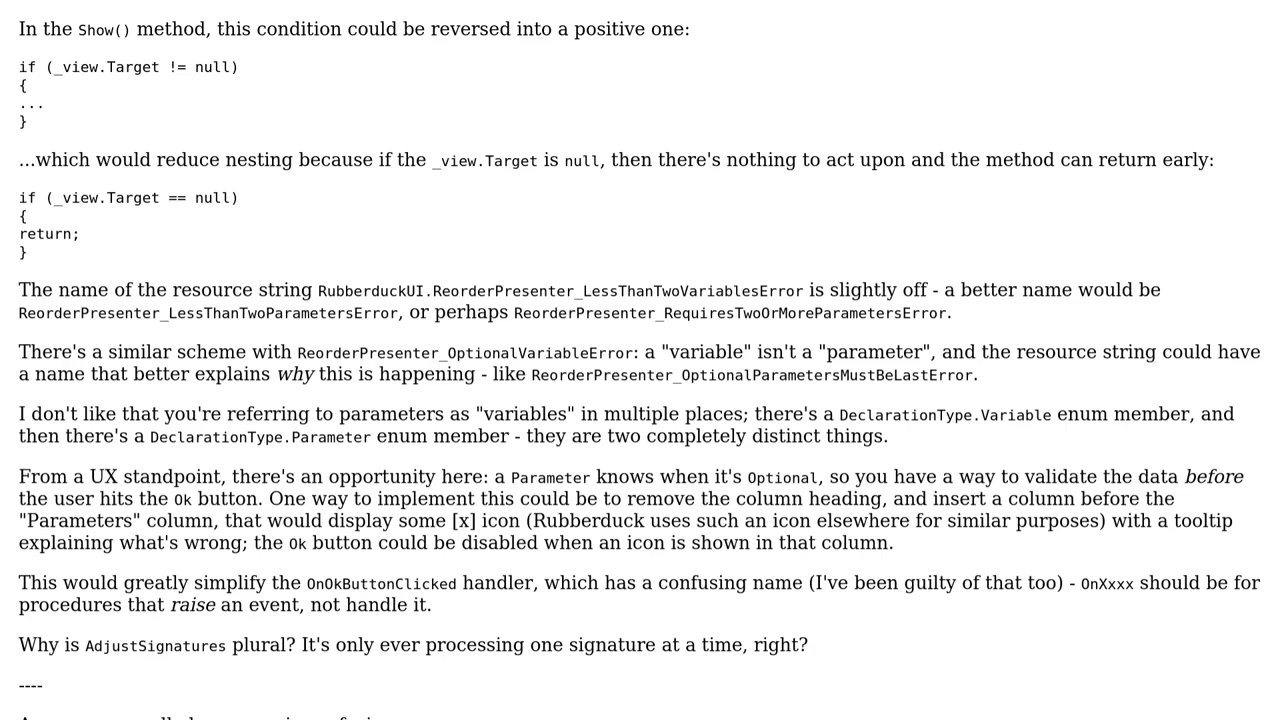 In the Show() method, this condition could be reversed into a positive one:
if (_view.Target != null)
{
...
}
...which would reduce nesting because if the _view.Target is null, then there's nothing to act upon and the method can return early:
if (_view.Target == null)
{
return;
}
The name of the resource string RubberduckUI.ReorderPresenter_LessThanTwoVariablesError is slightly off - a better name would be
ReorderPresenter_LessThanTwoParametersError, or perhaps ReorderPresenter_RequiresTwoOrMoreParametersError.
There's a similar scheme with ReorderPresenter_OptionalVariableError: a "variable" isn't a "parameter", and the resource string could have
a name that better explains why this is happening - like ReorderPresenter_OptionalParametersMustBeLastError.
I don't like that you're referring to parameters as "variables" in multiple places; there's a DeclarationType.Variable enum member, and
then there's a DeclarationType.Parameter enum member - they are two completely distinct things.
From a UX standpoint, there's an opportunity here: a Parameter knows when it's Optional, so you have a way to validate the data before
the user hits the Ok button. One way to implement this could be to remove the column heading, and insert a column before the
"Parameters" column, that would display some [x] icon (Rubberduck uses such an icon elsewhere for similar purposes) with a tooltip
explaining what's wrong; the Ok button could be disabled when an icon is shown in that column.
This would greatly simplify the OnOkButtonClicked handler, which has a confusing name (I've been guilty of that too) - OnXxxx should be for
procedures that raise an event, not handle it.
Why is AdjustSignatures plural? It's only ever processing one signature at a time, right?
----